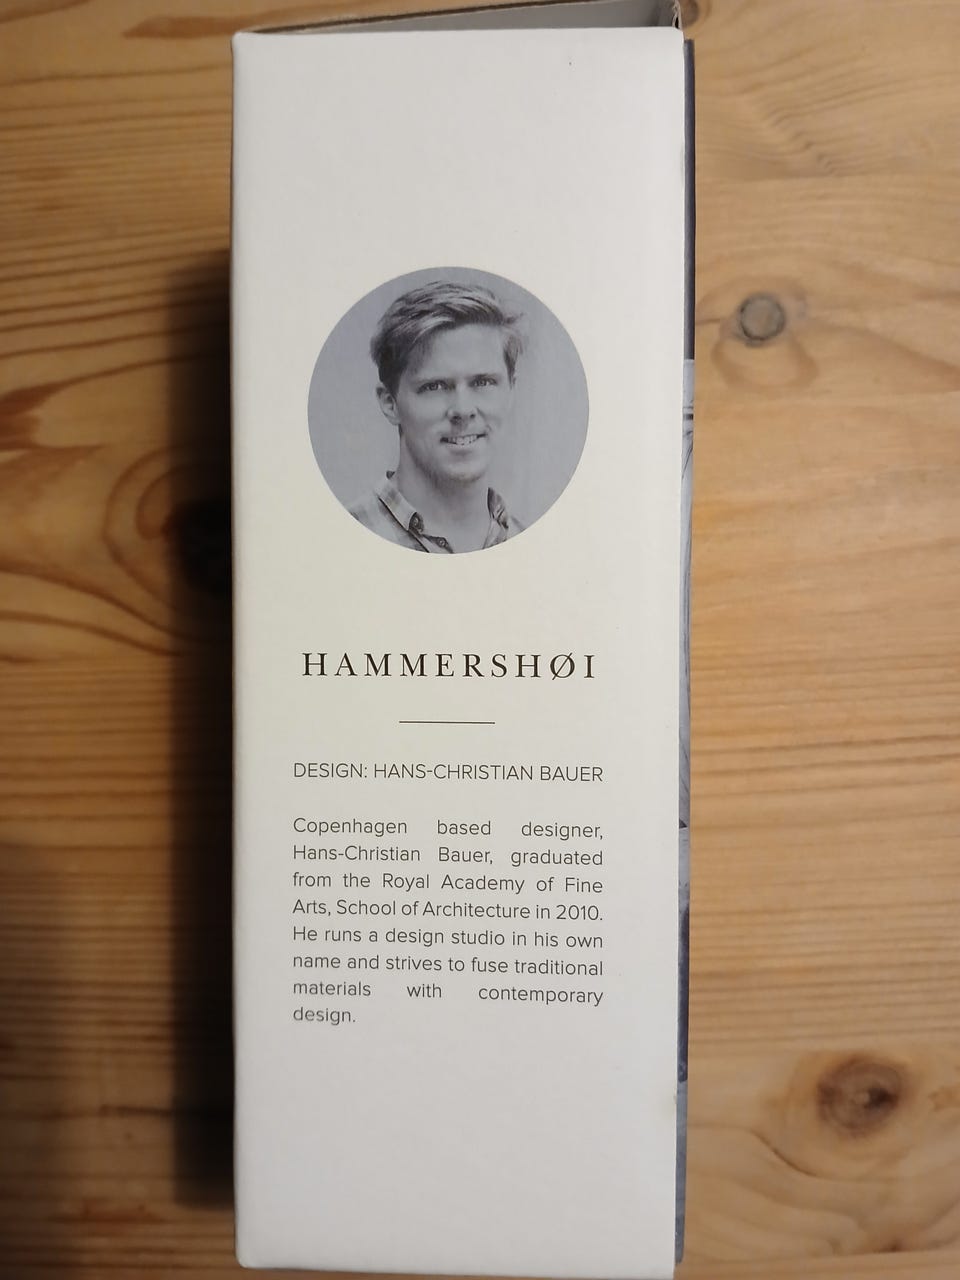 HAMMERSHØI
DESIGN: HANS-CHRISTIAN BAUER
Copenhagen based designer,
Hans-Christian Bauer, graduated
from the Royal Academy of Fine
Arts, School of Architecture in 2010.
He runs a design studio in his own
name and strives to fuse traditional
materials with contemporary
design.